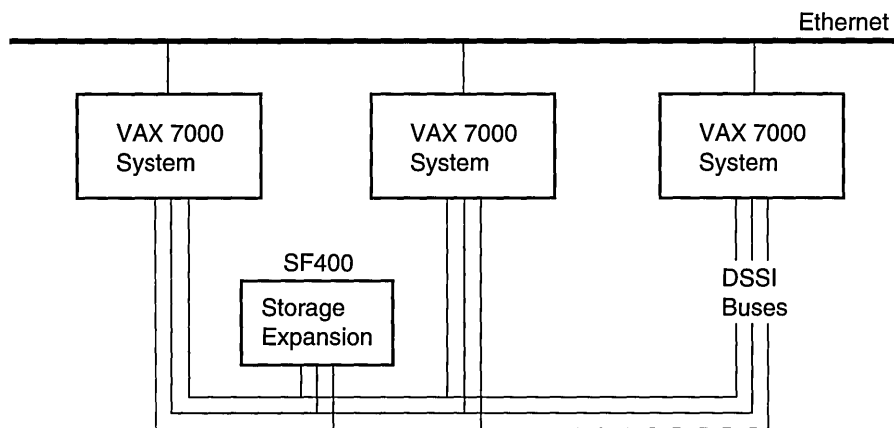 Ethernet
VAX 7000
System
VAX 7000
System
VAX 7000
System
SF400
Storage
Expansion
DSSI
Buses